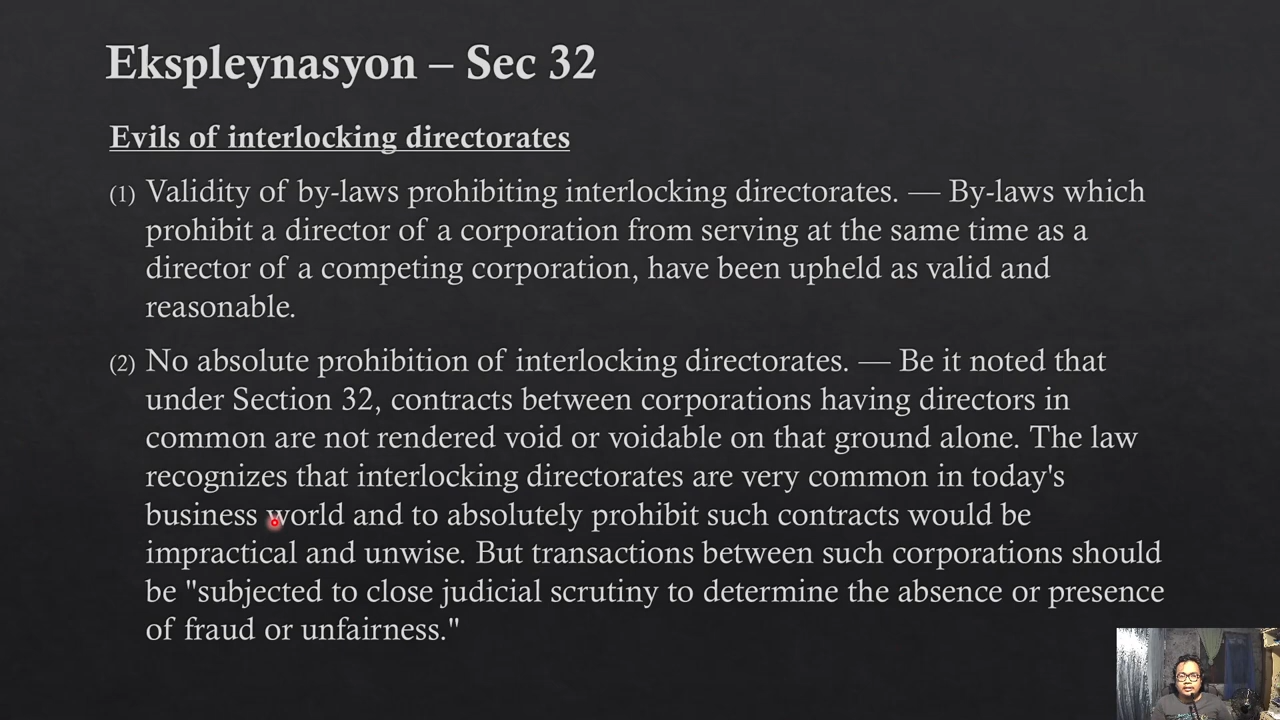 Ekspleynasyon – Sec 32
Evils of interlocking directorates
(1) Validity of by-laws prohibiting interlocking directorates. — By-laws which
prohibit a director of a corporation from serving at the same time as a
director of a competing corporation, have been upheld as valid and
reasonable.
(2) No absolute prohibition of interlocking directorates. — Be it noted that
under Section 32, contracts between corporations having directors in
common are not rendered void or voidable on that ground alone. The law
recognizes that interlocking directorates are very common in today's
business world and to absolutely prohibit such contracts would be
impractical and unwise. But transactions between such corporations should
be "subjected to close judicial scrutiny to determine the absence or presence
of fraud or unfairness."